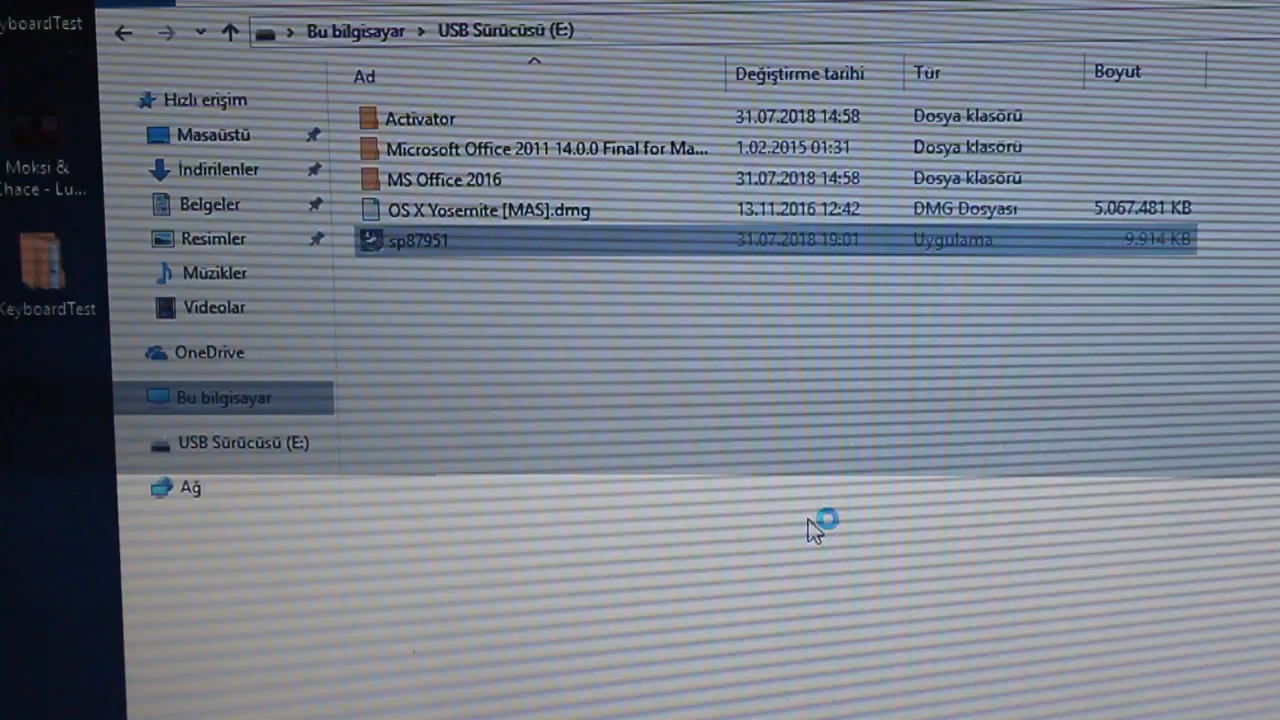 yboardTest
Bu bilgisayar > USB Sürücüsü (E:)
Ad Değiştirme tarihi Tür Boyut
Hızlı erişim
Masaüstü
İndirilenler
Belgeler
Resimler
Müzikler
Videolar
OneDrive
Bu bilgisayar
USB Sürücüsü (E:)
Ağ
Activator 31.07.2018 14:58 Dosya klasörü
Microsoft Office 2011 14.0.0 Final for Ma... 1.02.2015 01:31 Dosya klasörü
MS Office 2016 31.07.2018 14:58 Dosya klasörü
OS X Yosemite [MAS].dmg 13.11.2016 12:42 DMG Dosyası 5.067.481 KB
sp87951 31.07.2018 19:01 Uygulama 9.914 KB
Moksi &
Chace - Lu...
KeyboardTest